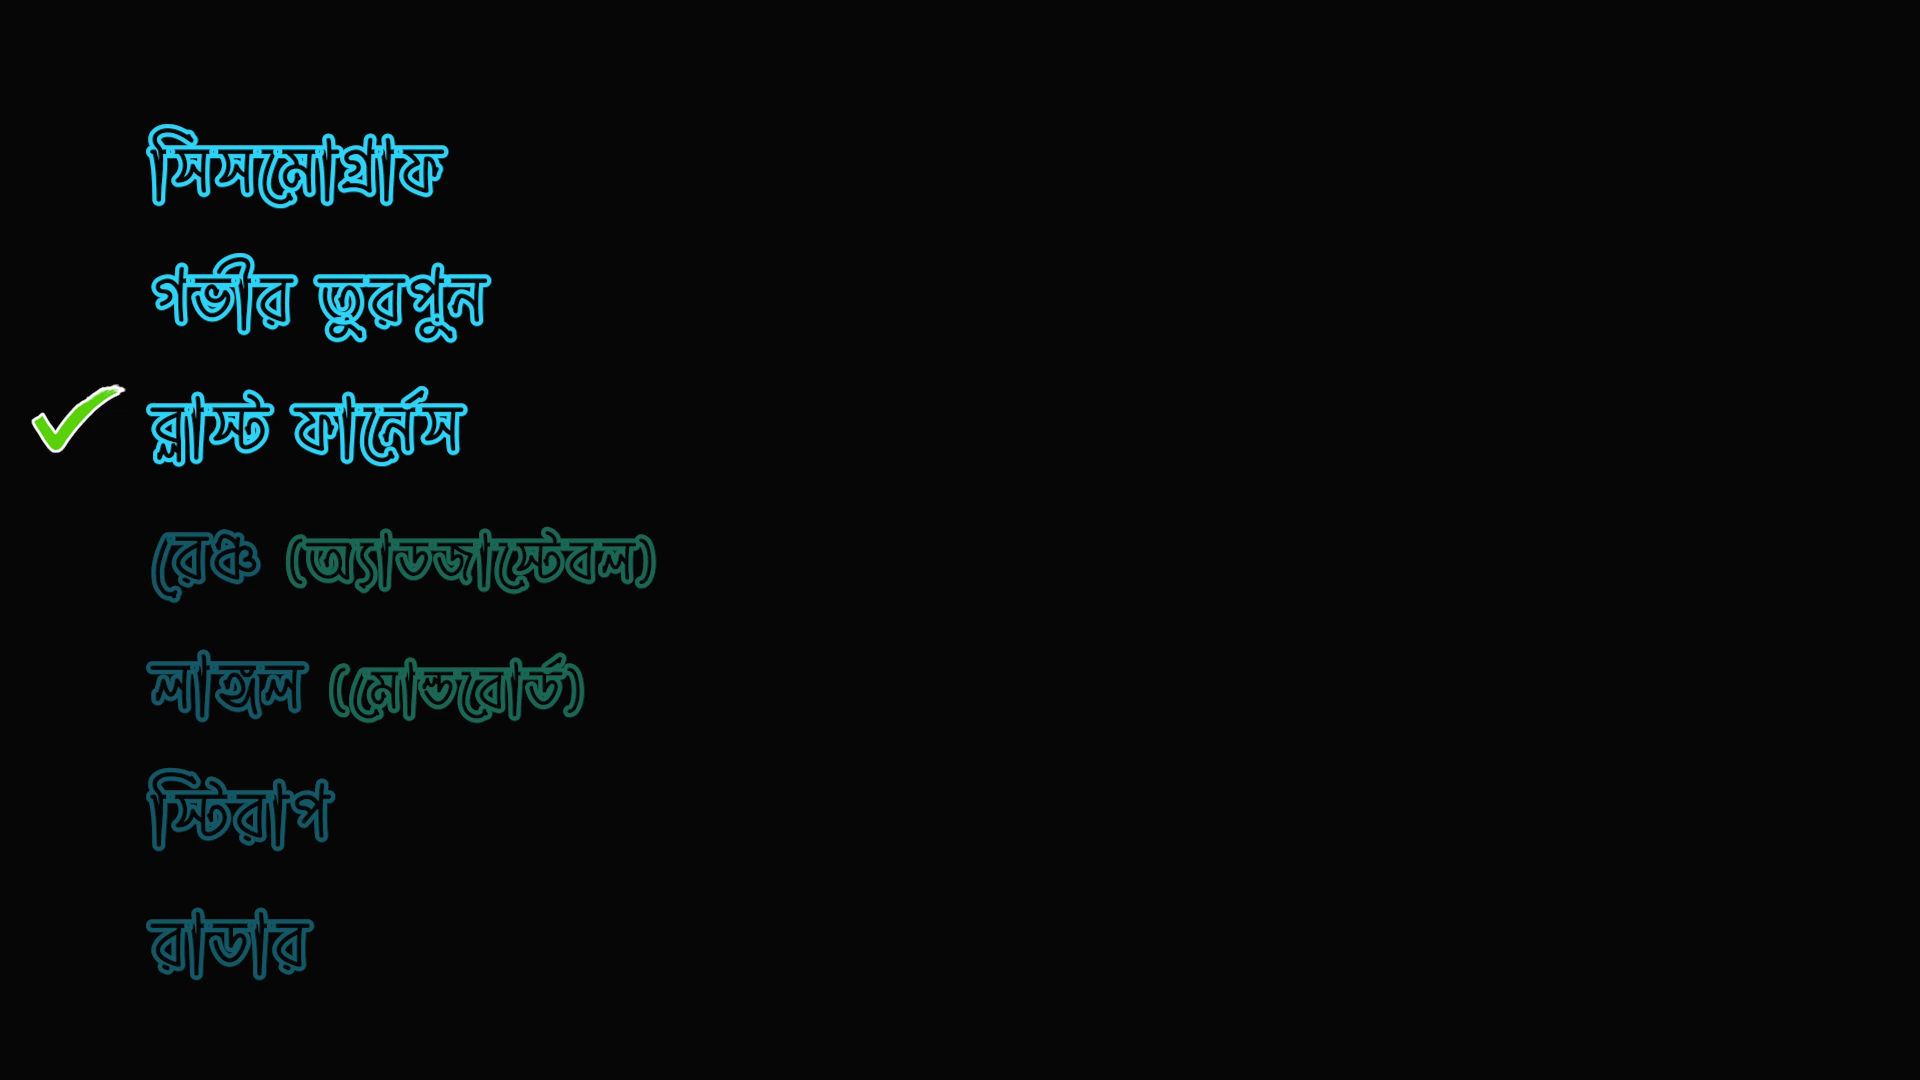 সিসমোগ্রাফ
গভীর তুরপুন
ব্লাস্ট ফার্নেস
রেঞ্চ (অ্যাডজাস্টেবল)
লাঙ্গল (মোল্ডবোর্ড)
স্টিরাপ
রাডার